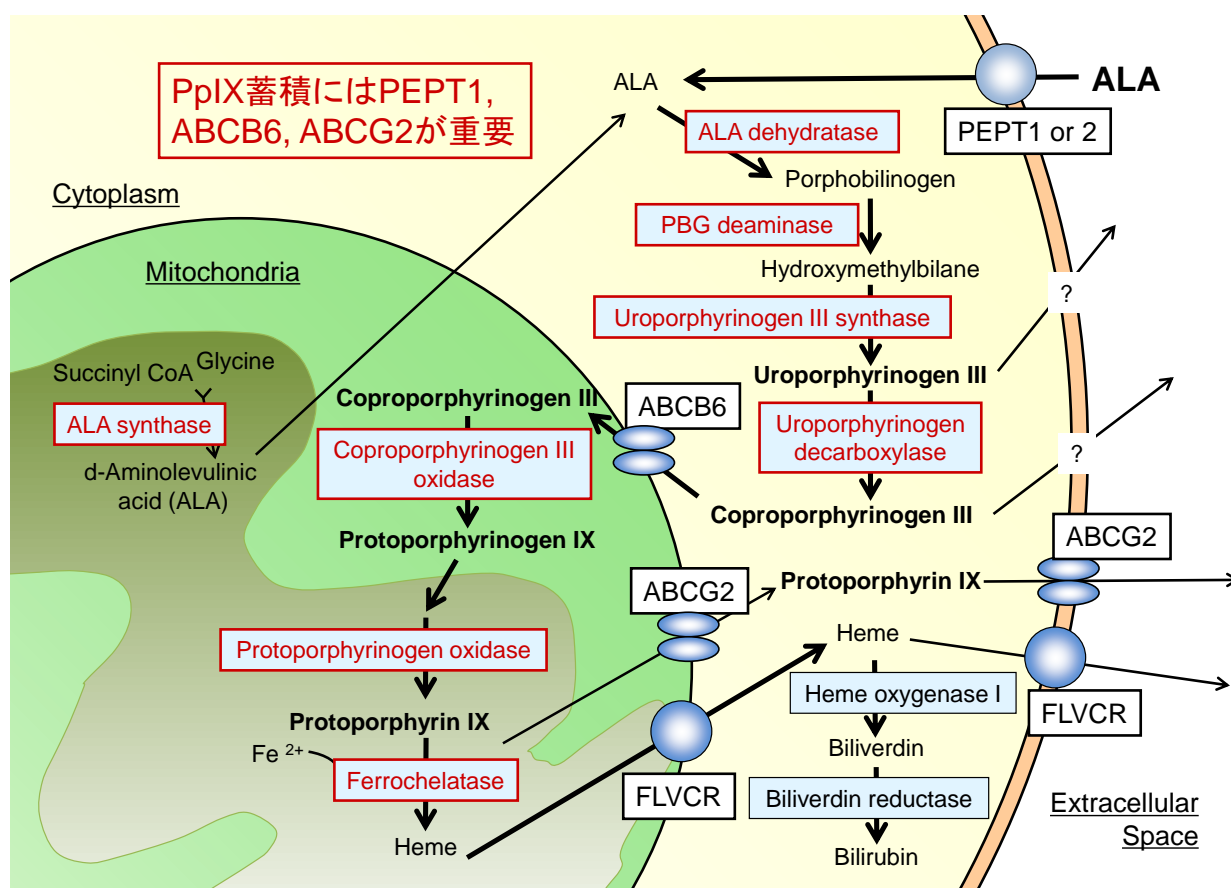 PpIX蓄積にはPEPT1,
ABCB6, ABCG2が重要
ALA
ALA
PEPT1 or 2
ALA dehydratase
Porphobilinogen
Cytoplasm
PBG deaminase
Mitochondria
Hydroxymethylbilane
?
Uroporphyrinogen III synthase
Succinyl CoA
Glycine
Uroporphyrinogen III
ALA synthase
Coproporphyrinogen III
ABCB6
Uroporphyrinogen
decarboxylase
Coproporphyrinogen III
oxidase
?
d-Aminolevulinic
acid (ALA)
Coproporphyrinogen III
Protoporphyrinogen IX
ABCG2
ABCG2
Protoporphyrin IX
Heme
Protoporphyrinogen oxidase
Heme oxygenase I
FLVCR
Protoporphyrin IX
Fe 2+
Biliverdin
Ferrochelatase
FLVCR
Biliverdin reductase
Extracellular
Space
Heme
Bilirubin